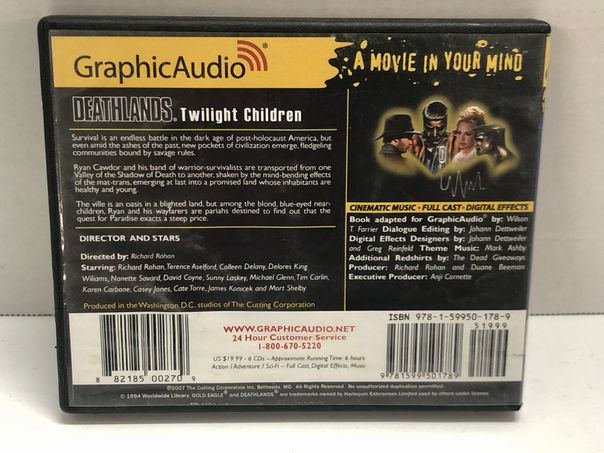 GraphicAudio®
A MOVIE IN YOUR MIND
DEATHLANDS® Twilight Children
Survival is an endless battle in the dark age of post-holocaust America, but
even amid the ashes of the past, new pockets of civilization emerge, fledgeling
communities bound by savage rules.
Ryan Cawdor and his band of warrior-survivalists are transported from one
Valley of the Shadow of Death to another, shaken by the mind-bending effects
of the mat-trans, emerging at last into a promised land whose inhabitants are
healthy and young.
The ville is an oasis in a blighted land, but among the blond, blue-eyed near-
children, Ryan and his wayfarers are pariahs destined to find out that the
quest for Paradise exacts a steep price.
DIRECTOR AND STARS
Directed by: Richard Rohan
Starring: Richard Rohan, Terence Aselford, Colleen Delany, Delores King
Williams, Nanette Savard, David Coyne, Sunny Laskey, Michael Glenn, Tim Carlin,
Karen Carbone, Casey Jones, Cate Torre, James Konicek and Mort Shelby
Produced in the Washington D.C. studios of The Cutting Corporation
CINEMATIC MUSIC • FULL CAST • DIGITAL EFFECTS
Book adapted for GraphicAudio® by: Wilson
T. Farrier Dialogue Editing by: Johann Dettweiler
Digital Effects Designers by: Johann Dettweiler
and Greg Reinfeld Theme Music: Mark Ashby
Additional Redshirts by: The Dead Giveaways
Producer: Richard Rohan and Duane Beeman
Executive Producer: Anji Cornette
8 82185 00270 9
WWW.GRAPHICAUDIO.NET
24 Hour Customer Service
1-800-670-5220
US $19.99 - 6 CDs – Approximate Running Time: 6 hours
Action / Adventure / Sci-Fi – Full Cast, Digital Effects, Music
ISBN 978-1-59950-178-9
51999
9 781599 501789
©2007 The Cutting Corporation Inc, Bethesda, MD All Rights Reserved. No unauthorized duplication permitted.
© 1994 Worldwide Library, GOLD EAGLE® and DEATHLANDS® are trademarks owned by Harlequin Enterprises Limited used by others under license.